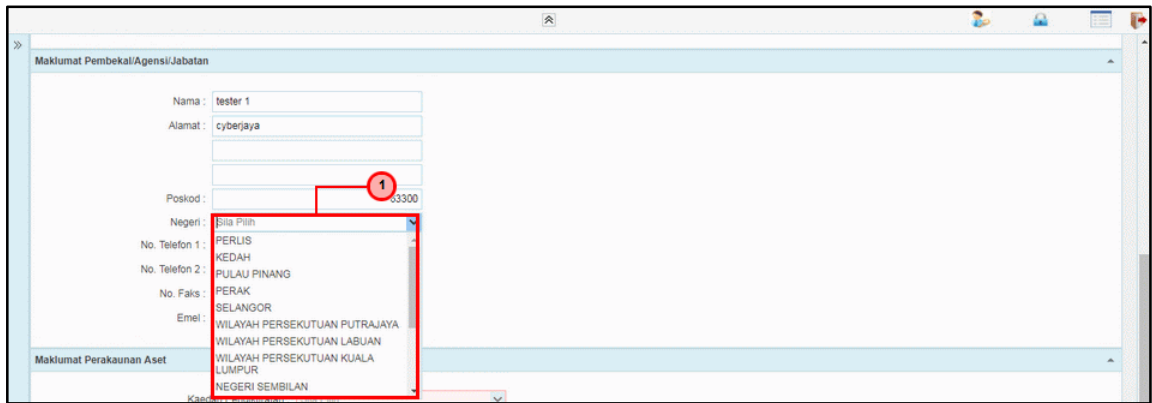 Maklumat Pembekal/Agensi/Jabatan
Nama : tester 1
Alamat : cyberjaya
1
Poskod : 63300
Negeri : Sila Pilih
No. Telefon 1 :
PERLIS
KEDAH
No. Telefon 2 :
PULAU PINANG
No. Faks :
PERAK
SELANGOR
Emel :
WILAYAH PERSEKUTUAN PUTRAJAYA
WILAYAH PERSEKUTUAN LABUAN
WILAYAH PERSEKUTUAN KUALA
LUMPUR
NEGERI SEMBILAN
Maklumat Perakaunan Aset